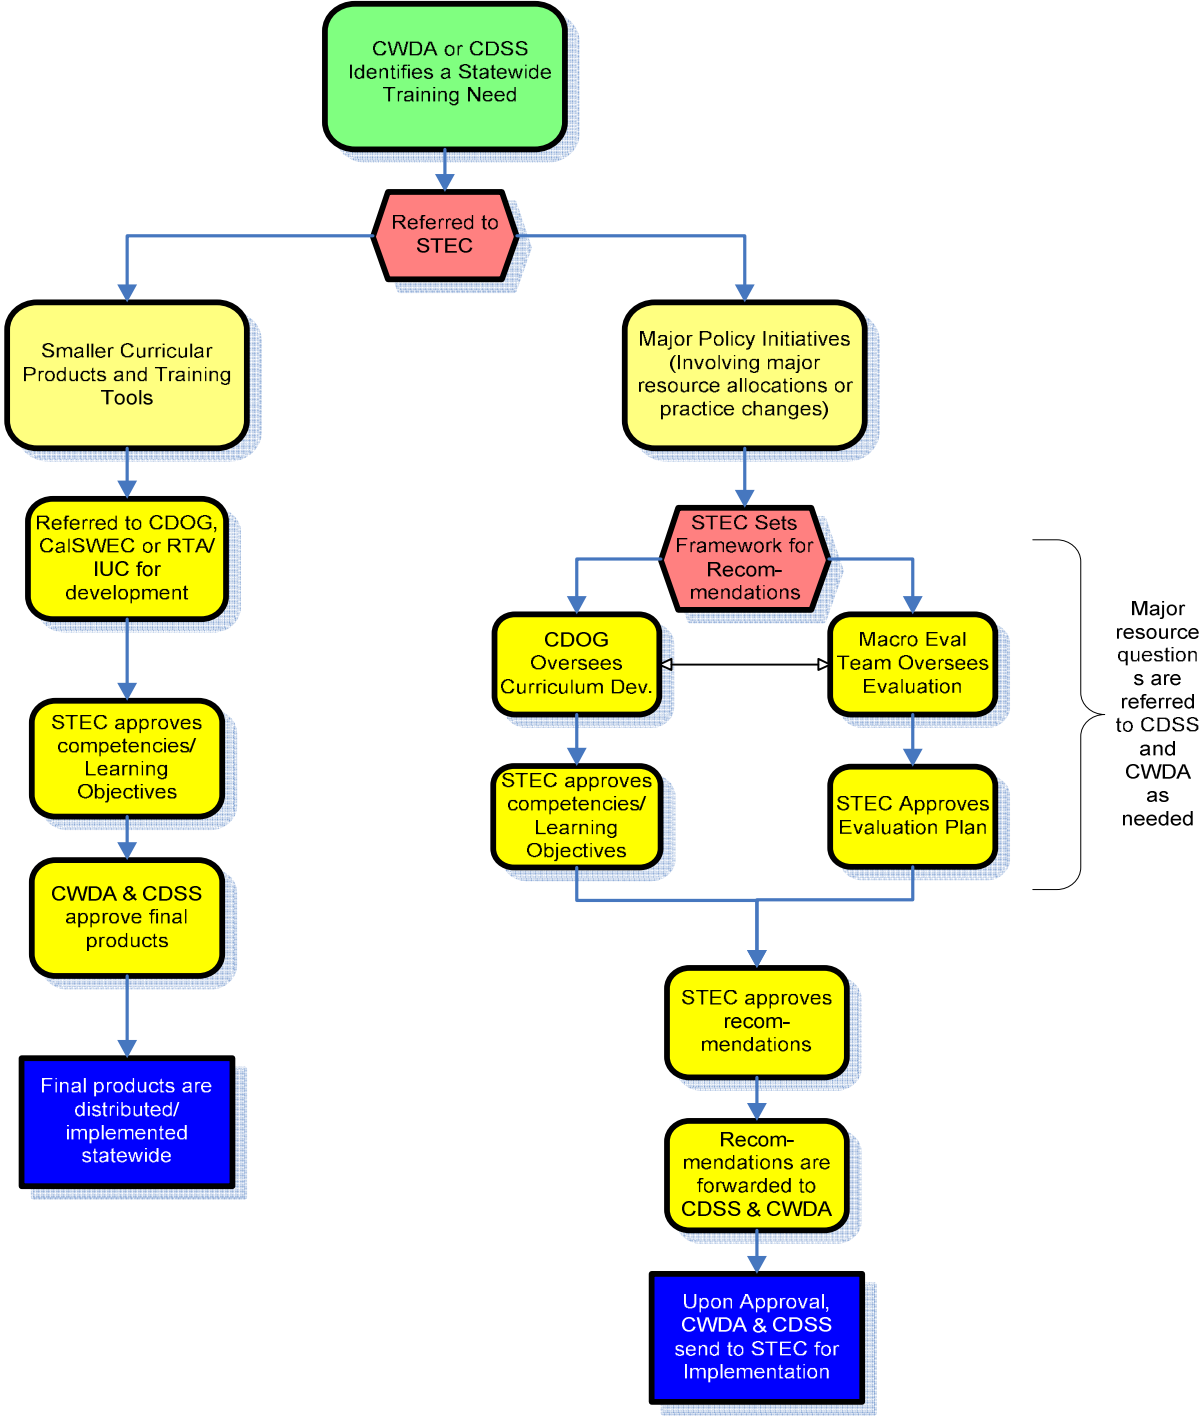 CWDA or CDSS
Identifies a Statewide
Training Need
Referred to
STEC
Smaller Curricular
Products and Training
Tools
Major Policy Initiatives
(Involving major
resource allocations or
practice changes)
Referred to CDOG,
CalSWEC or RTA/
IUC for
development
STEC Sets
Framework for
Recom-
mendations
CDOG
Oversees
Curriculum Dev.
Macro Eval
Team Oversees
Evaluation
Major
resource
question
s are
referred
to CDSS
and
CWDA
as
needed
STEC approves
competencies/
Learning
Objectives
STEC approves
competencies/
Learning
Objectives
STEC Approves
Evaluation Plan
CWDA & CDSS
approve final
products
STEC approves
recom-
mendations
Final products are
distributed/
implemented
statewide
Recom-
mendations are
forwarded to
CDSS & CWDA
Upon Approval,
CWDA & CDSS
send to STEC for
Implementation